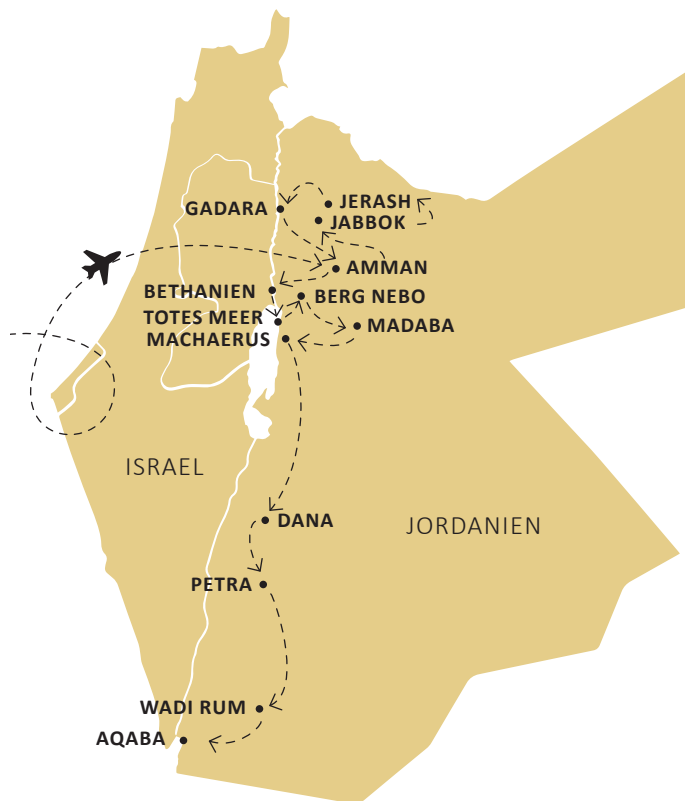 JERASH
GADARA
JABBOK
AMMAN
BETHANIEN
BERG NEBO
TOTES MEER
MADABA
MACHAERUS
ISRAEL
DANA
JORDANIEN
PETRA
WADI RUM
AQABA